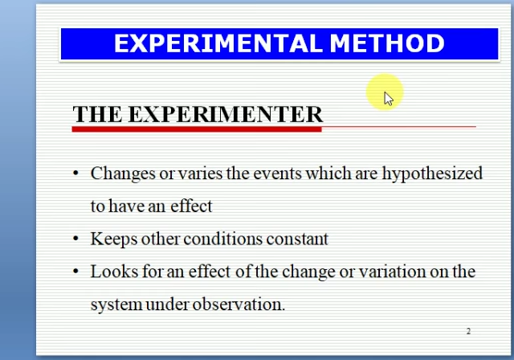 EXPERIMENTAL METHOD
THE EXPERIMENTER
• Changes or varies the events which are hypothesized
to have an effect
• Keeps other conditions constant
• Looks for an effect of the change or variation on the
system under observation.
2